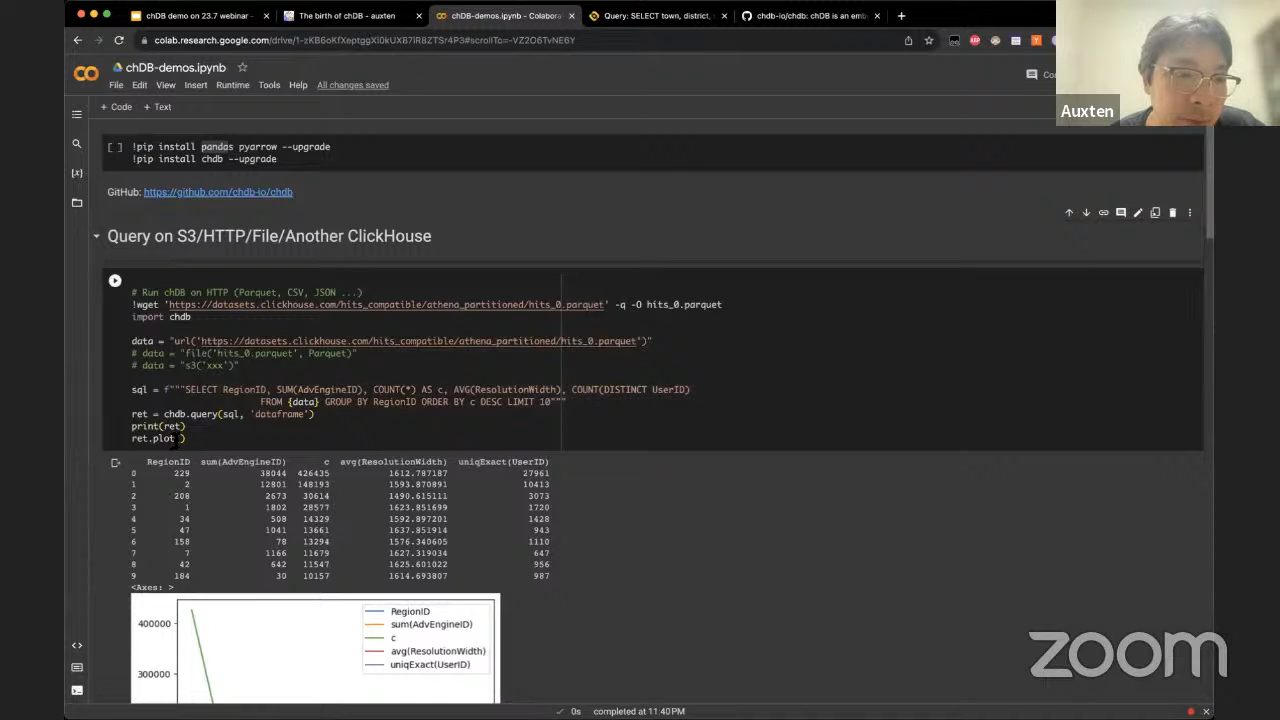 chDB demo on 23.7 webinar -
The birth of chDB - auxten
chDB-demos.ipynb - Colabora
Query: SELECT town, district,
chdb-io/chdb: chDB is an emb
colab.research.google.com/drive/1-zKB6oKfXeptggXl0kUXB7iRBZTSr4P3#scrollTo=-VZ2O6TvNE6Y
chDB-demos.ipynb
File Edit View Insert Runtime Tools Help All changes saved
Auxten
+ Code + Text
[ ] !pip install pandas pyarrow --upgrade
!pip install chdb --upgrade
GitHub: https://github.com/chdb-io/chdb
Query on S3/HTTP/File/Another ClickHouse
# Run chDB on HTTP (Parquet, CSV, JSON ...)
!wget 'https://datasets.clickhouse.com/hits_compatible/athena_partitioned/hits_0.parquet' -q -O hits_0.parquet
import chdb
data = "url('https://datasets.clickhouse.com/hits_compatible/athena_partitioned/hits_0.parquet')"
# data = "file('hits_0.parquet', Parquet)"
# data = "s3('xxx')"
sql = f"""SELECT RegionID, SUM(AdvEngineID), COUNT(*) AS c, AVG(ResolutionWidth), COUNT(DISTINCT UserID)
FROM {data} GROUP BY RegionID ORDER BY c DESC LIMIT 10"""
ret = chdb.query(sql, 'dataframe')
print(ret)
ret.plot()
RegionID sum(AdvEngineID) c avg(ResolutionWidth) uniqExact(UserID)
0 229 38044 426435 1612.787187 27961
1 2 12801 148193 1593.870891 10413
2 208 2673 30614 1490.615111 3073
3 1 1802 28577 1623.851699 1720
4 34 508 14329 1592.897201 1428
5 47 1041 13661 1637.851914 943
6 158 78 13294 1576.340605 1110
7 7 1166 11679 1627.319034 647
8 42 642 11547 1625.601022 956
9 184 30 10157 1614.693807 987
<Axes: >
400000
300000
RegionID
sum(AdvEngineID)
c
avg(ResolutionWidth)
uniqExact(UserID)
zoom
0s completed at 11:40PM